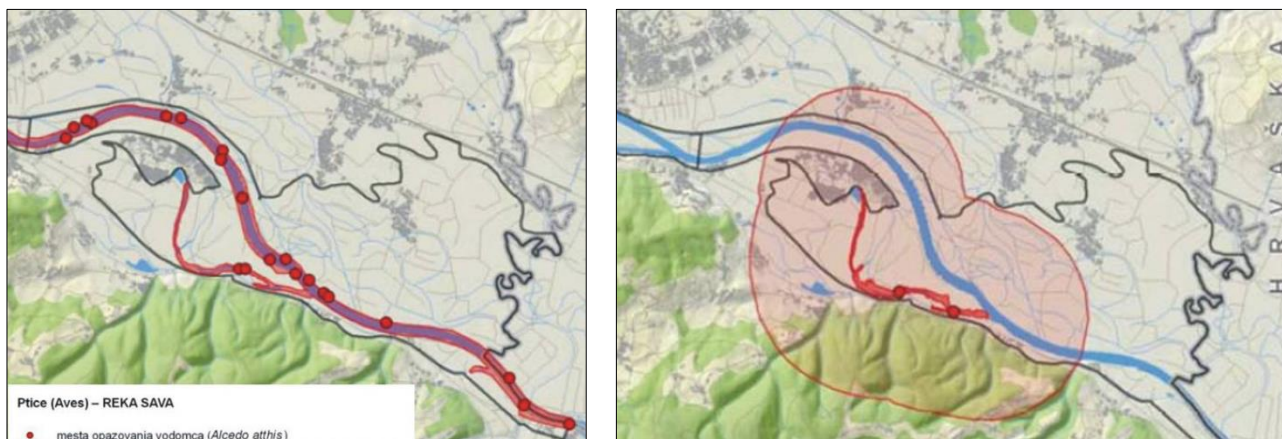 Ptice (Aves) – REKA SAVA
mesta opazovanja vodomca (Alcedo atthis)
H R V A Š K A